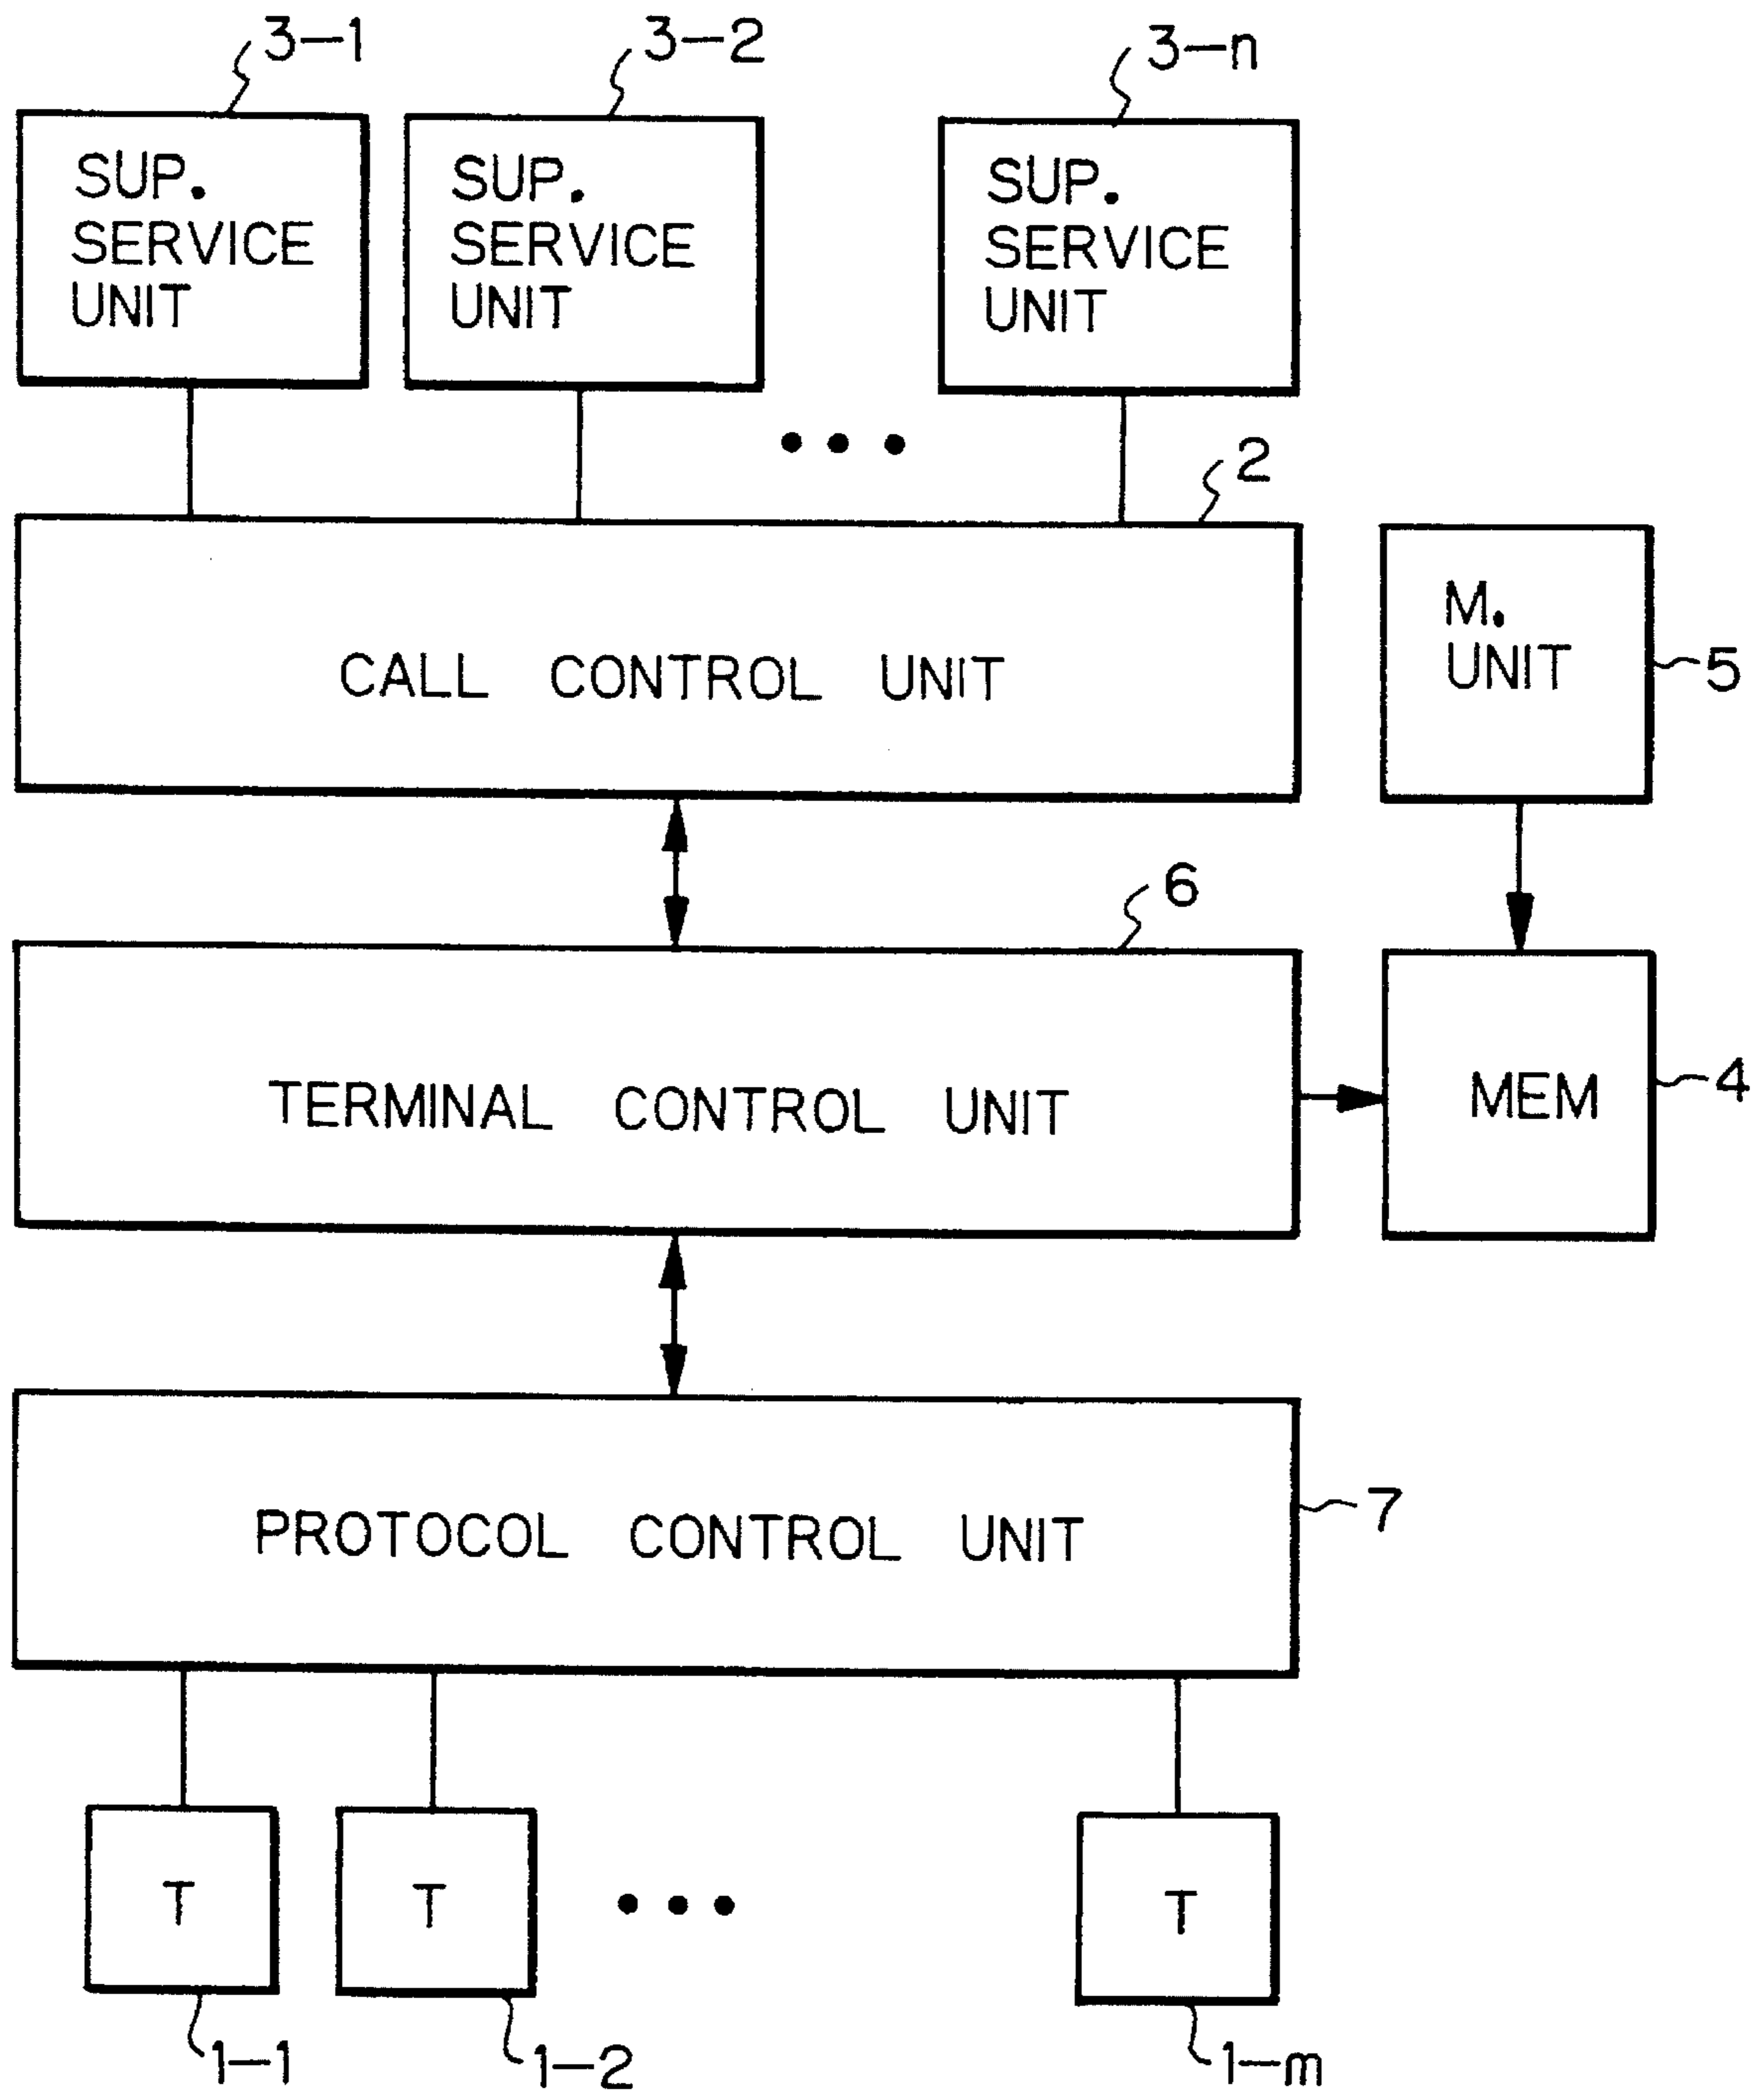 3-1
3-2
3-n
SUP.
SERVICE
UNIT
SUP.
SERVICE
UNIT
SUP.
SERVICE
UNIT
2
CALL CONTROL UNIT
M.
UNIT
5
6
TERMINAL CONTROL UNIT
MEM
4
PROTOCOL CONTROL UNIT
7
T
T
T
1-1
1-2
1-m